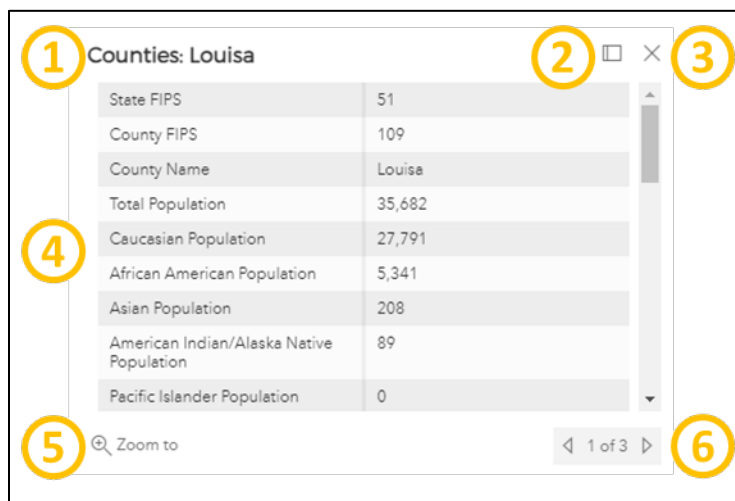 1 Counties: Louisa 2 3
State FIPS 51
County FIPS 109
County Name Louisa
Total Population 35,682
4 Caucasian Population 27,791
African American Population 5,341
Asian Population 208
American Indian/Alaska Native 89
Population
Pacific Islander Population 0
5 Zoom to 1 of 3 6